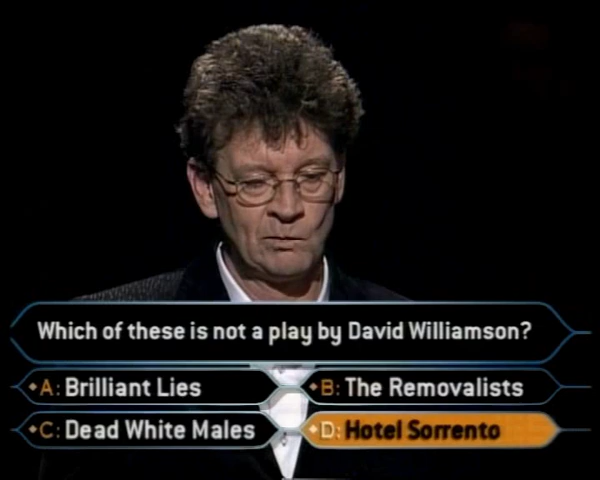 Which of these is not a play by David Williamson?
A: Brilliant Lies
B: The Removalists
C: Dead White Males
D: Hotel Sorrento